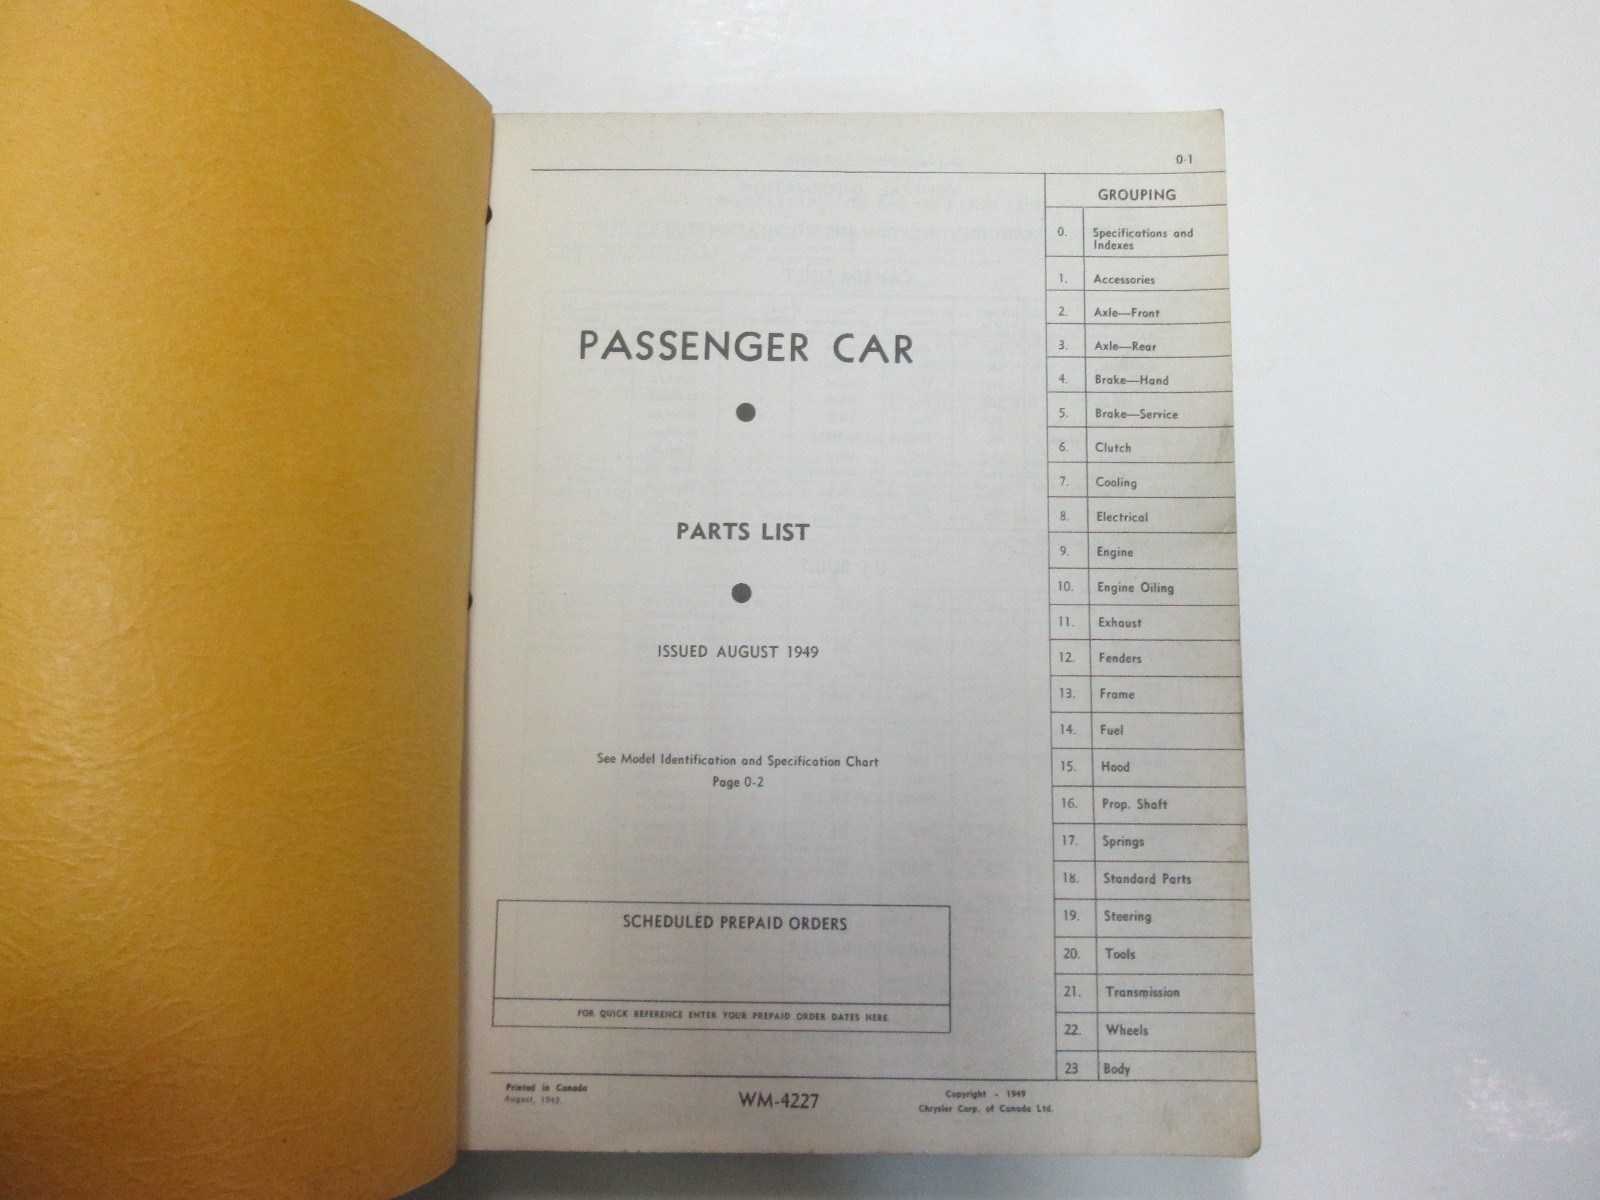 0-1
PASSENGER CAR
PARTS LIST
ISSUED AUGUST 1949
See Model Identification and Specification Chart
Page 0-2
SCHEDULED PREPAID ORDERS
FOR QUICK REFERENCE ENTER YOUR PREPAID ORDER DATES HERE.
GROUPING
0. Specifications and
Indexes
1. Accessories
2. Axle—Front
3. Axle—Rear
4. Brake—Hand
5. Brake—Service
6. Clutch
7. Cooling
8. Electrical
9. Engine
10. Engine Oiling
11. Exhaust
12. Fenders
13. Frame
14. Fuel
15. Hood
16. Prop. Shaft
17. Springs
18. Standard Parts
19. Steering
20. Tools
21. Transmission
22. Wheels
23 Body
Printed in Canada
August, 1949.
WM-4227
Copyright - 1949
Chrysler Corp. of Canada Ltd.